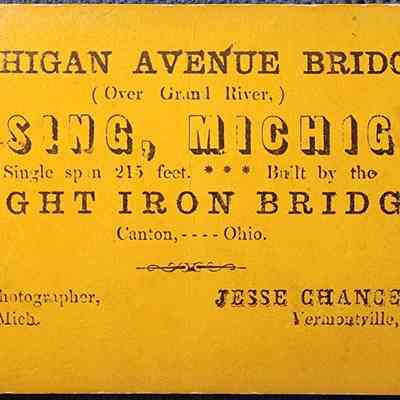 HIGAN AVENUE BRIDG
(Over Grand River,)
SING, MICHIG
Single span 215 feet. * * * Built by the
GHT IRON BRIDG
Canton,----Ohio.
hotographer,
Mich.
JESSE CHANCE
Vermontville,